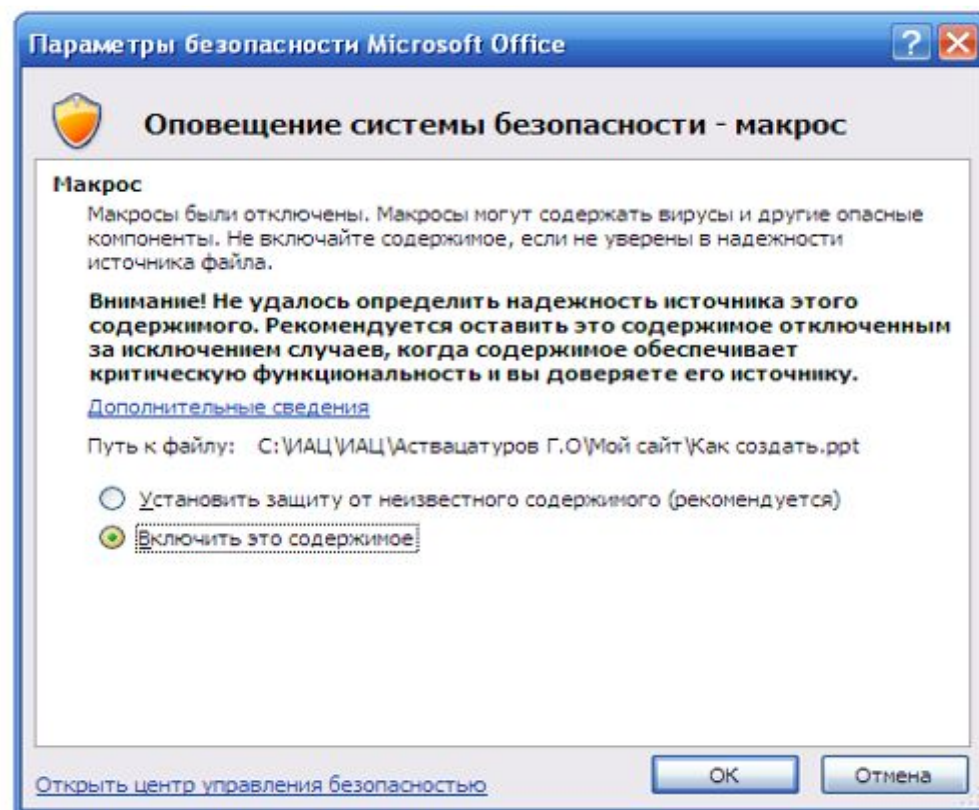 Параметры безопасности Microsoft Office
Оповещение системы безопасности - макрос
Макрос
Макросы были отключены. Макросы могут содержать вирусы и другие опасные
компоненты. Не включайте содержимое, если не уверены в надежности
источника файла.
Внимание! Не удалось определить надежность источника этого
содержимого. Рекомендуется оставить это содержимое отключенным
за исключением случаев, когда содержимое обеспечивает
критическую функциональность и вы доверяете его источнику.
Дополнительные сведения
Путь к файлу: C:\ИАЦ\ИАЦ\Аствацатуров Г.О\Мой сайт\Как создать.ppt
Установить защиту от неизвестного содержимого (рекомендуется)
Включить это содержимое
Открыть центр управления безопасностью
ОК
Отмена